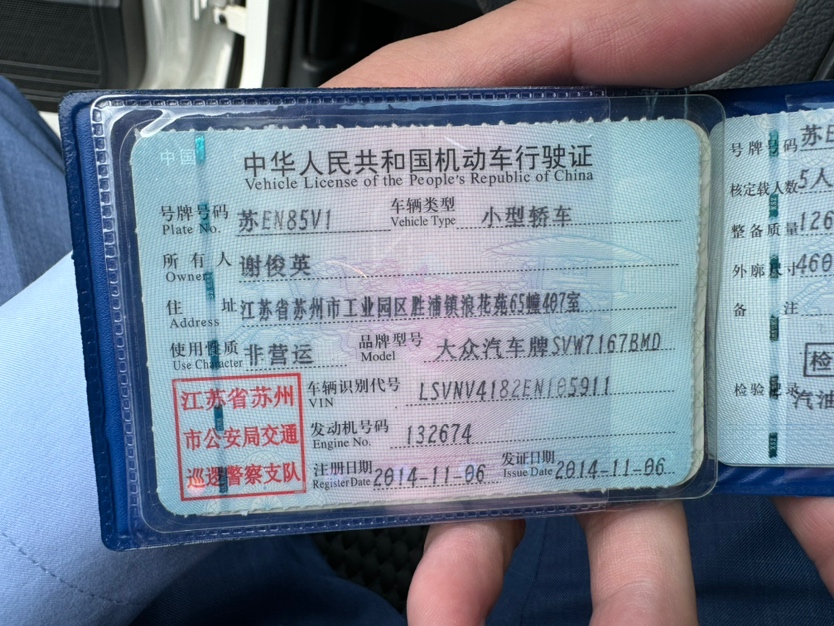 中国
中华人民共和国机动车行驶证
Vehicle License of the People's Republic of China
号牌号码 苏EN85V1 车辆类型 小型轿车
Plate No. Vehicle Type
所有人 谢俊英
Owner
住址 江苏省苏州市工业园区胜浦镇浪花苑65幢407室
Address
使用性质 非营运 品牌型号 大众汽车牌SVW7167BMD
Use Character Model
江苏省苏州
市公安局交通
巡逻警察支队
车辆识别代号 LSVNV4182EN105911
VIN
发动机号码 132674
Engine No.
注册日期 2014-11-06 发证日期 2014-11-06
Register Date Issue Date
号牌号码 苏E
核定载人数 5人
整备质量 126
外廓尺寸 460
备注
检
检验记录
汽油